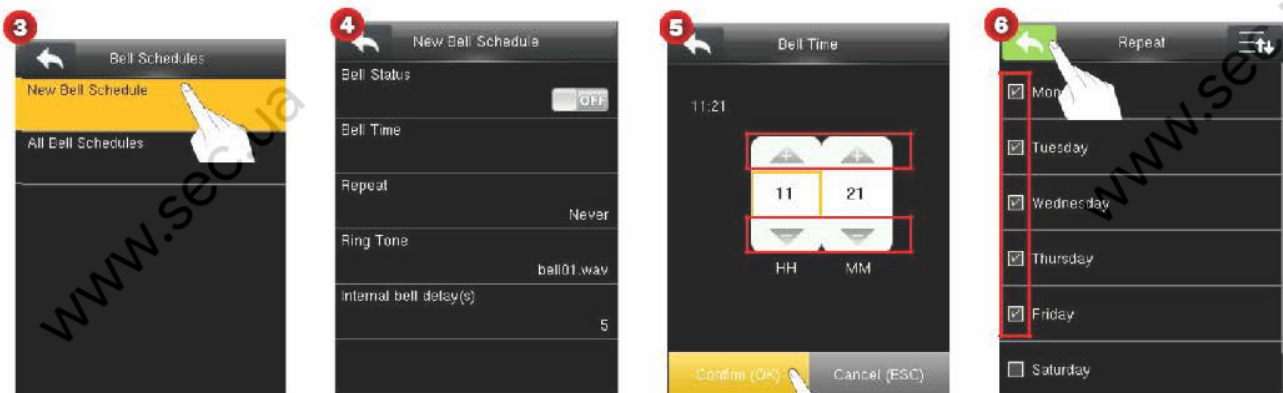 3
Bell Schedules
New Bell Schedule
All Bell Schedules
4
New Bell Schedule
Bell Status
OFF
Bell Time
Repeat
Never
Ring Tone
bell01.wav
Internal bell delay(s)
5
5
Bell Time
11:21
11 21
HH MM
Confirm (OK) Cancel (ESC)
6
Repeat
Mon
Tuesday
Wednesday
Thursday
Friday
Saturday
www.sec.ua
www.sec